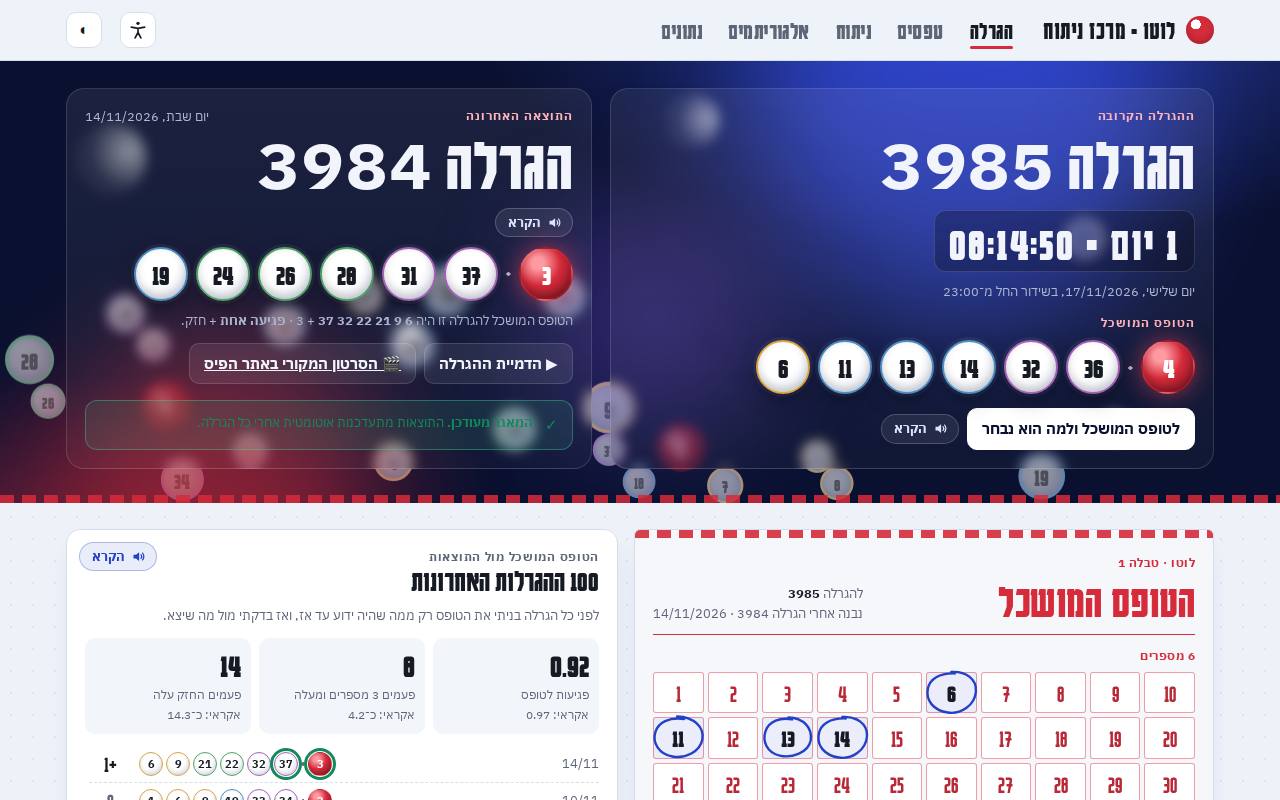 לוטו ▪ מרכז ניתוח
הגרלה
טפסים
ניתוח
אלגוריתמים
נתונים
ההגרלה הקרובה
הגרלה 3985
1 יום ▪ 08:14:50
יום שלישי, 17/11/2026, בשידור החל מ־23:00
הטופס המושכל
6 11 13 14 32 36 · 4
לטופס המושכל ולמה הוא נבחר
הקרא
התוצאה האחרונה
יום שבת, 14/11/2026
הגרלה 3984
הקרא
19 24 26 28 31 37 · 3
הטופס המושכל להגרלה זו היה 6 9 21 22 32 37 + 3 · פגיעה אחת + חזק.
▶ הדמיית ההגרלה
🎬 הסרטון המקורי באתר הפיס
✓ המאגר מעודכן. התוצאות מתעדכנות אוטומטית אחרי כל הגרלה.
28
26
34
18
7
8
19
לוטו · טבלה 1
הטופס המושכל
להגרלה 3985
נבנה אחרי הגרלה 3984 · 14/11/2026
6 מספרים
1 2 3 4 5 6 7 8 9 10
11 12 13 14 15 16 17 18 19 20
21 22 23 24 25 26 27 28 29 30
הטופס המושכל מול התוצאות
הקרא
100 ההגרלות האחרונות
לפני כל הגרלה בניתי את הטופס רק ממה שהיה ידוע עד אז, ואז בדקתי מול מה שיצא.
0.92
פגיעות לטופס
אקראי: 0.97
0
פעמים 3 מספרים ומעלה
אקראי: כ־4.2
14
פעמים החזק עלה
אקראי: כ־14.3
14/11
6 9 21 22 32 37 · 3
1+